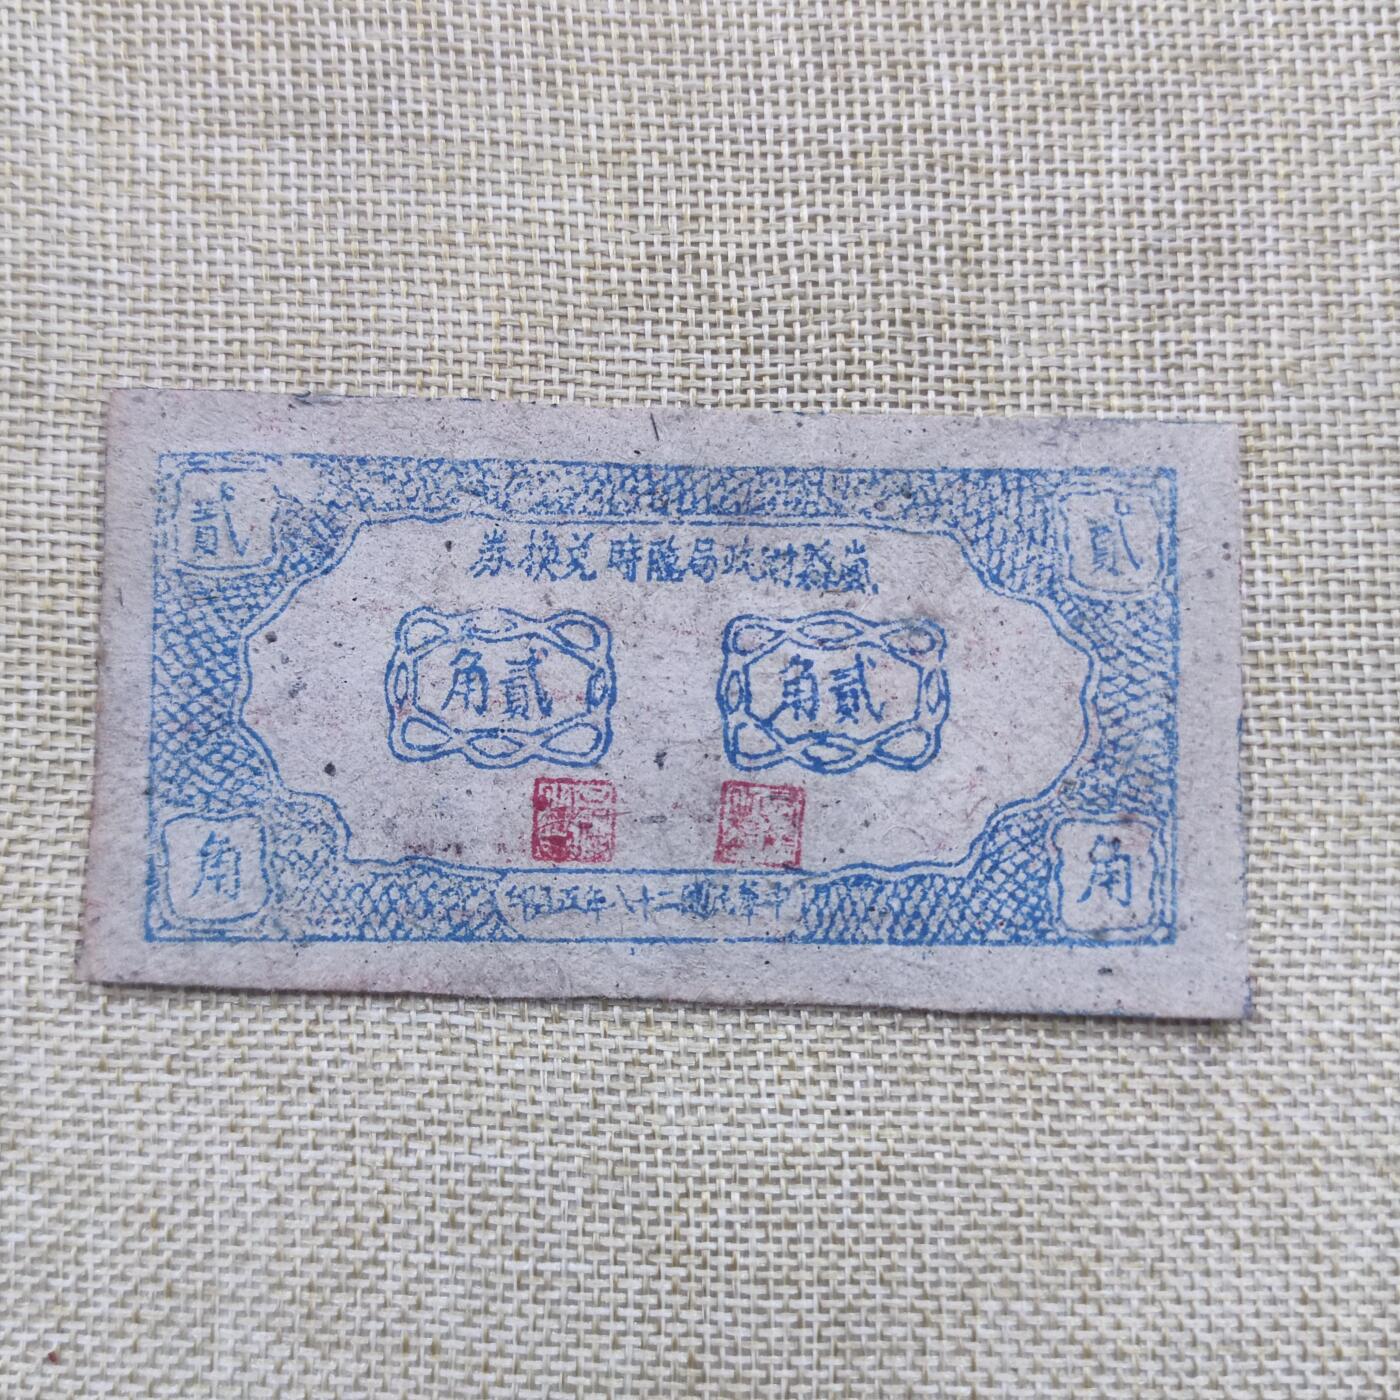 貳 貳
嵐縣財政局臨時兌換券
貳角 貳角
角 角
中華民國二十八年五月印